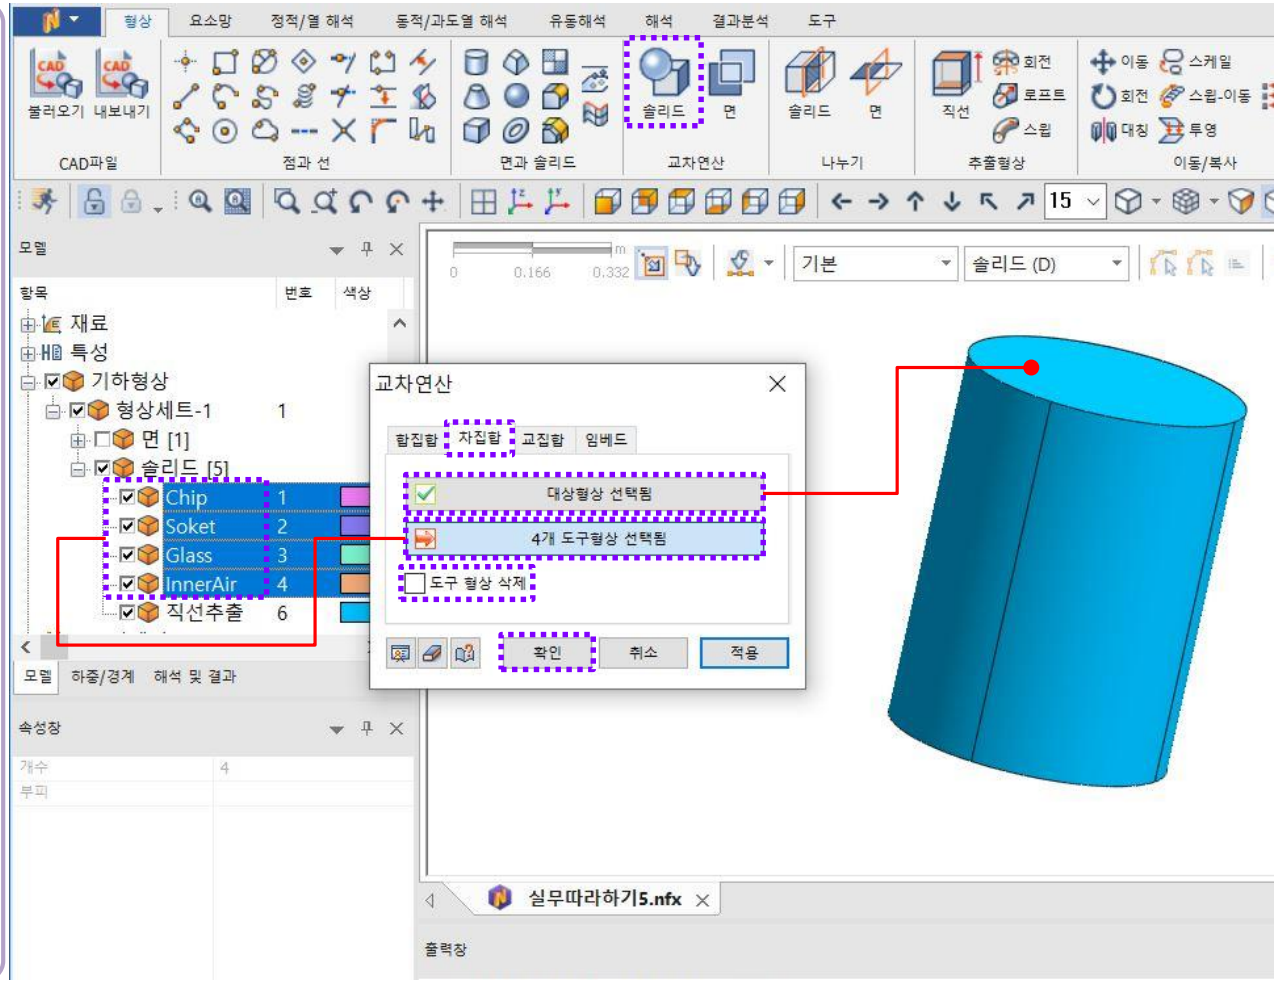 형상 요소망 정적/열 해석 동적/과도열 해석 유동해석 해석 결과분석 도구
CAD CAD
불러오기 내보내기
솔리드 면 솔리드 면 직선
회전
로프트
스윕
이동 스케일
회전 스윕-이동
대칭 투영
CAD파일 점과 선 면과 솔리드 교차연산 나누기 추출형상 이동/복사
15
모델
항목 번호 색상
재료
특성
기하형상
형상세트-1 1
면 [1]
솔리드 [5]
Chip 1
Soket 2
Glass 3
InnerAir 4
직선추출 6
모델 하중/경계 해석 및 결과
속성창
개수 4
부피
m
0 0.166 0.332
기본 솔리드 (D)
교차연산
합집합 차집합 교집합 임베드
대상형상 선택됨
4개 도구형상 선택됨
도구 형상 삭제
확인 취소 적용
실무따라하기5.nfx
출력창